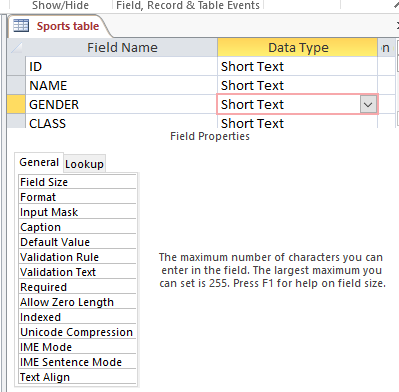 Show/Hide Field, Record & Table Events
Sports table
Field Name Data Type on
ID Short Text
NAME Short Text
GENDER Short Text
CLASS Short Text
Field Properties
General Lookup
Field Size
Format
Input Mask
Caption
Default Value
Validation Rule
Validation Text
Required
Allow Zero Length
Indexed
Unicode Compression
IME Mode
IME Sentence Mode
Text Align
The maximum number of characters you can
enter in the field. The largest maximum you
can set is 255. Press F1 for help on field size.